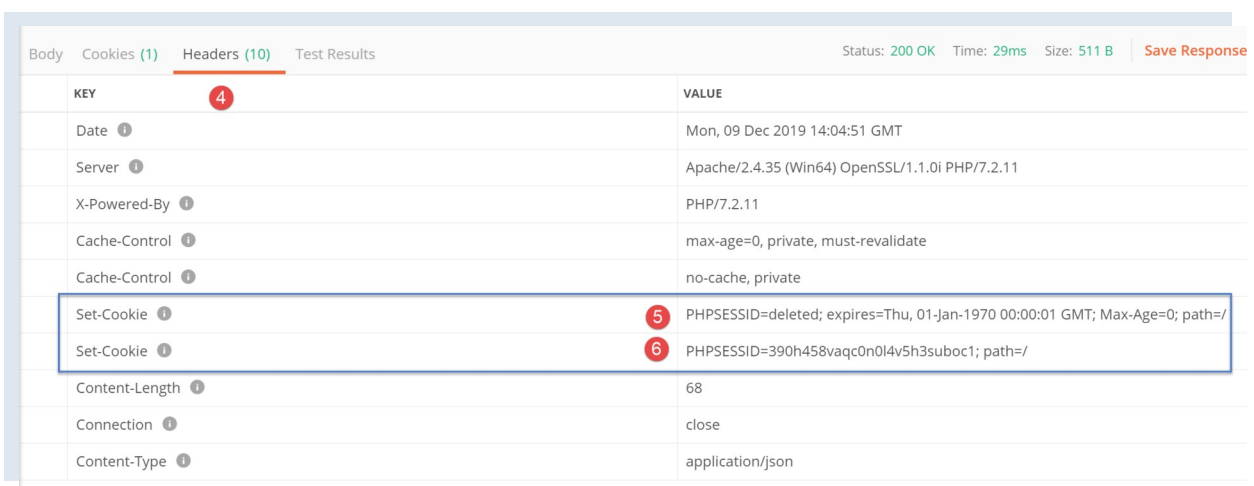 Body Cookies (1) Headers (10) Test Results Status: 200 OK Time: 29ms Size: 511 B Save Response
KEY 4 VALUE
Date Mon, 09 Dec 2019 14:04:51 GMT
Server Apache/2.4.35 (Win64) OpenSSL/1.1.0i PHP/7.2.11
X-Powered-By PHP/7.2.11
Cache-Control max-age=0, private, must-revalidate
Cache-Control no-cache, private
Set-Cookie 5 PHPSESSID=deleted; expires=Thu, 01-Jan-1970 00:00:01 GMT; Max-Age=0; path=/
Set-Cookie 6 PHPSESSID=390h458vaqc0n0l4v5h3suboc1; path=/
Content-Length 68
Connection close
Content-Type application/json